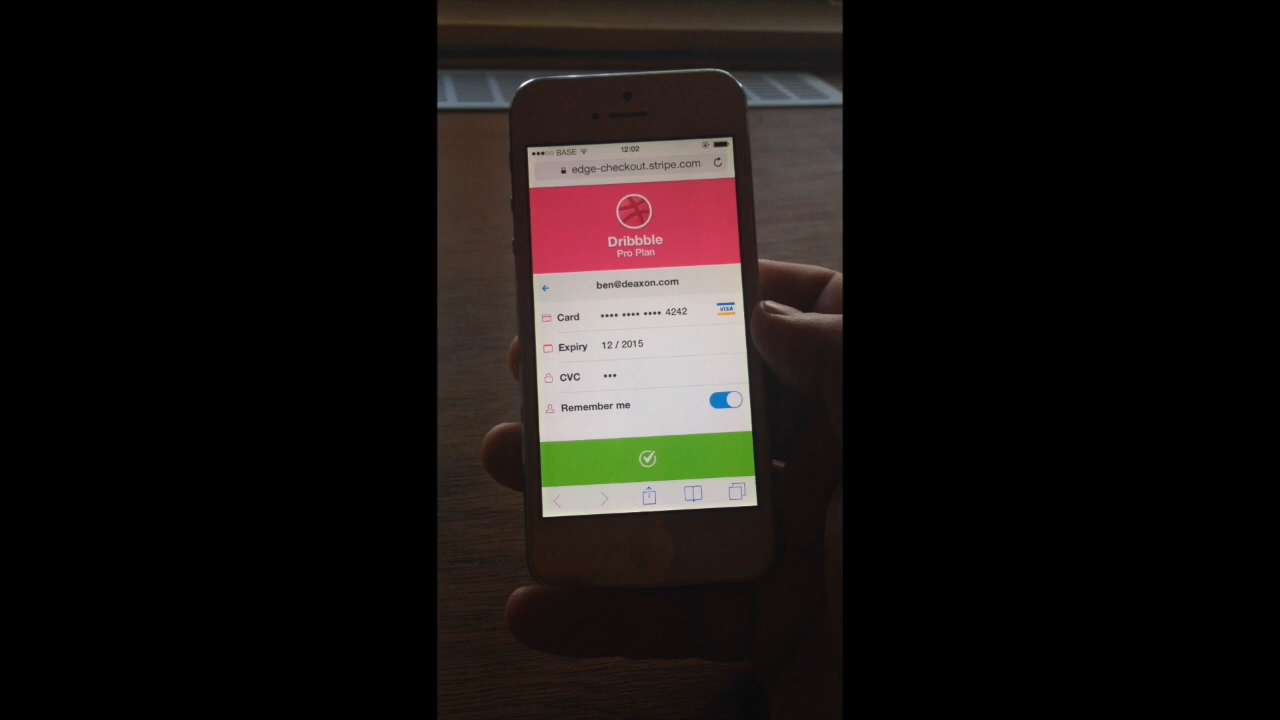 ●●●○○ BASE 12:02
edge-checkout.stripe.com
Dribbble
Pro Plan
ben@deaxon.com
Card •••• •••• •••• 4242 VISA
Expiry 12 / 2015
CVC •••
Remember me